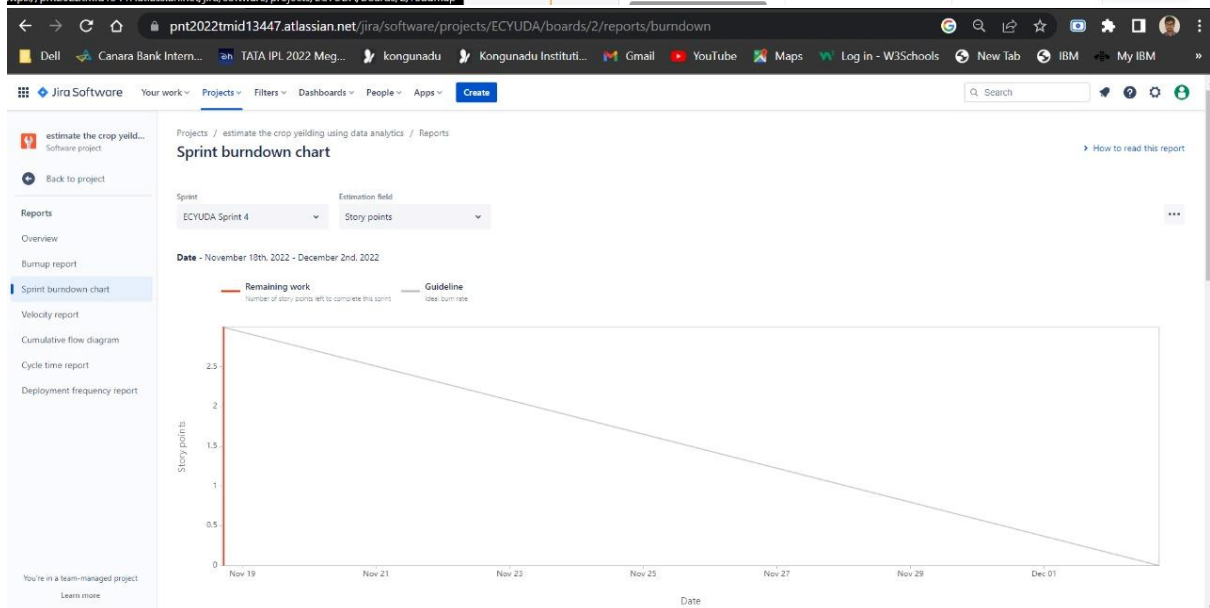 pnt2022tmid13447.atlassian.net/jira/software/projects/ECYUDA/boards/2/reports/burndown
Dell Canara Bank Intern... TATA IPL 2022 Meg... kongunadu Kongunadu Instituti... Gmail YouTube Maps Log in - W3Schools New Tab IBM My IBM »
Jira Software Your work Projects Filters Dashboards People Apps Create Search
estimate the crop yeild...
Software project
Back to project
Reports
Overview
Burnup report
Sprint burndown chart
Velocity report
Cumulative flow diagram
Cycle time report
Deployment frequency report
You're in a team-managed project
Learn more
Projects / estimate the crop yeilding using data analytics / Reports
Sprint burndown chart
How to read this report
Sprint Estimation field
ECYUDA Sprint 4 Story points
Date - November 18th, 2022 - December 2nd, 2022
Remaining work Guideline
Number of story points left to complete this sprint Ideal burn rate
Story points
2.5
2
1.5
1
0.5
0
Nov 19 Nov 21 Nov 23 Nov 25 Nov 27 Nov 29 Dec 01
Date